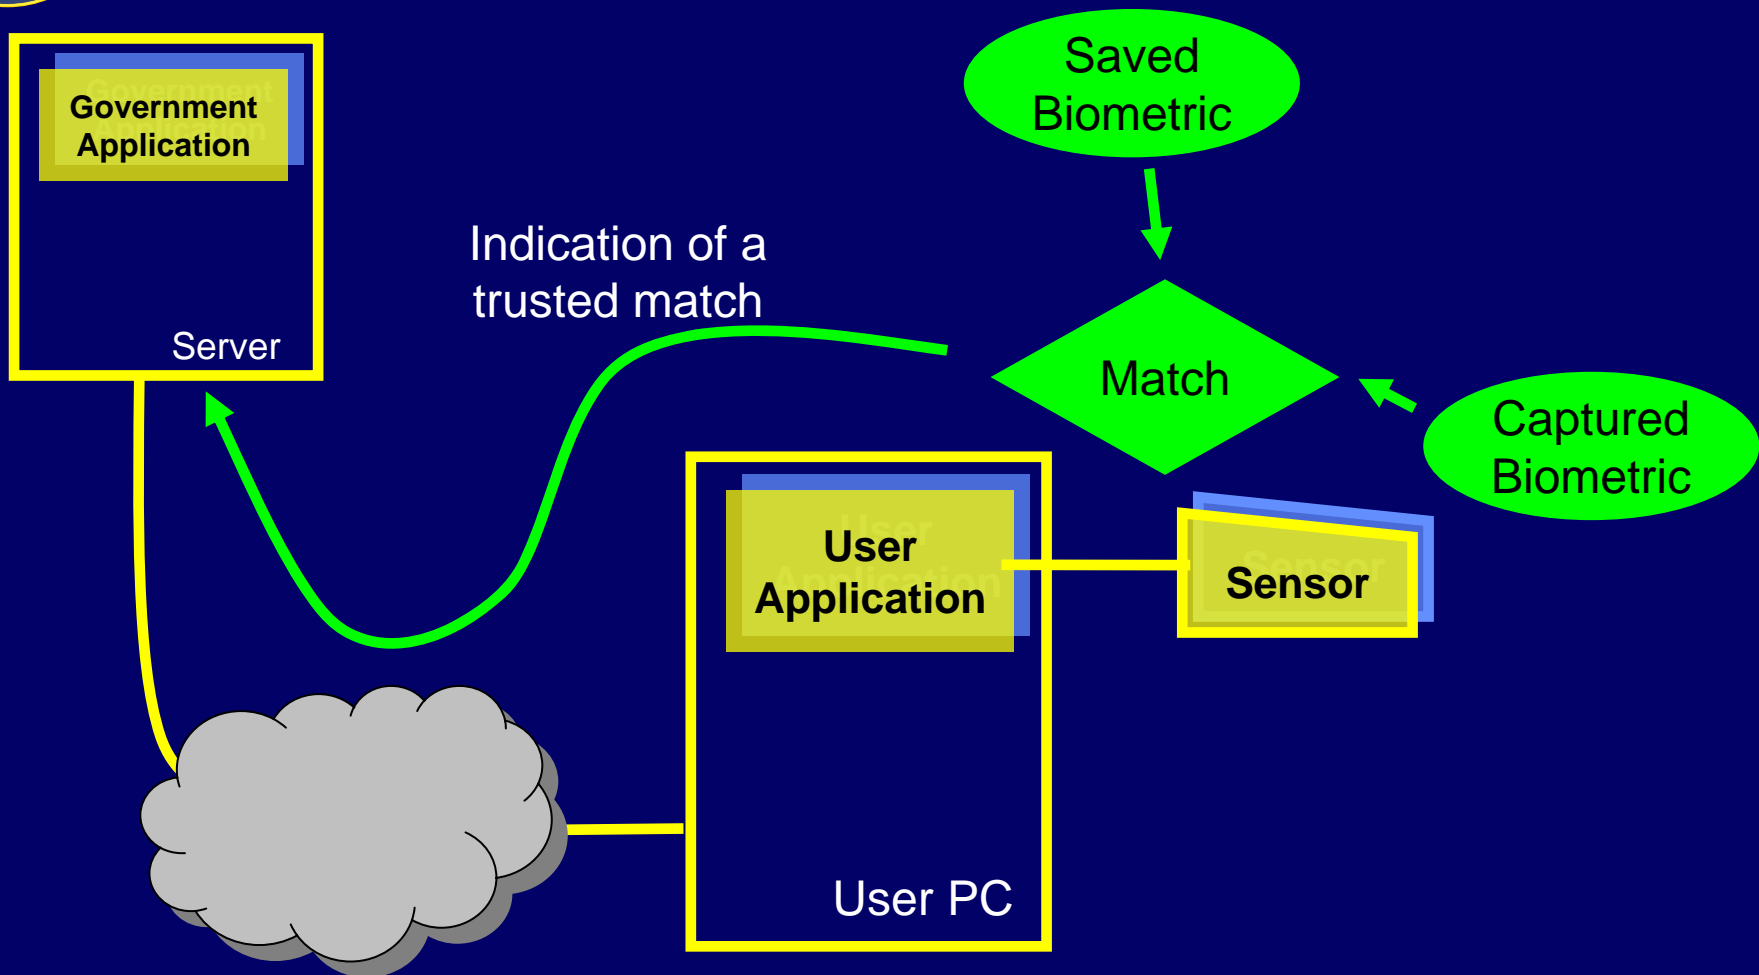 Government
Application
Server
Indication of a
trusted match
Saved
Biometric
Match
Captured
Biometric
User
Application
Sensor
User PC